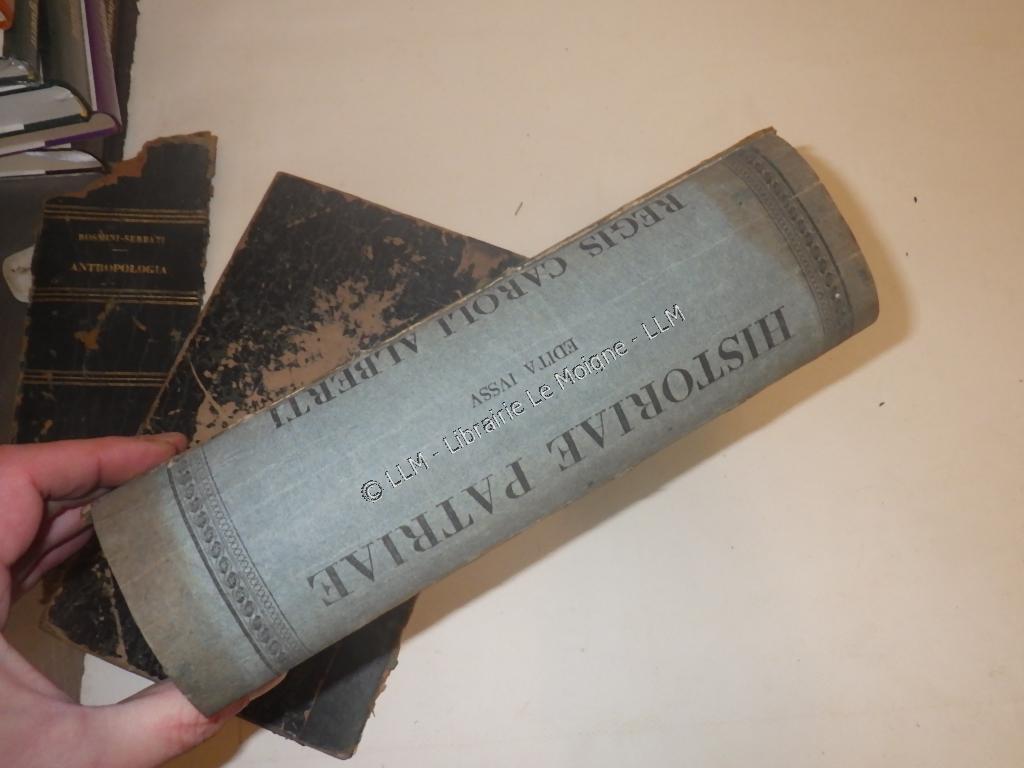 ROSMINI-SERBATI
ANTROPOLOGIA
HISTORIAE PATRIAE
EDITA IVSSV
REGIS CAROLI ALBERTI
© LLM - Librairie Le Moigne - LLM